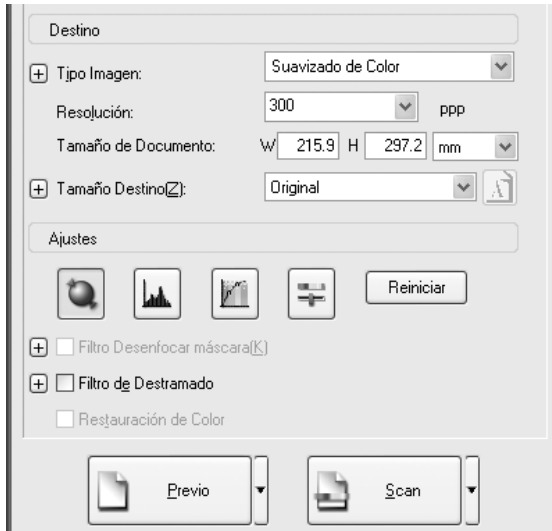 Destino
Tipo Imagen: Suavizado de Color
Resolución: 300 ppp
Tamaño de Documento: W 215.9 H 297.2 mm
Tamaño Destino(Z): Original
Ajustes
Reiniciar
Filtro Desenfocar máscara(K)
Filtro de Destramado
Restauración de Color
Previo Scan